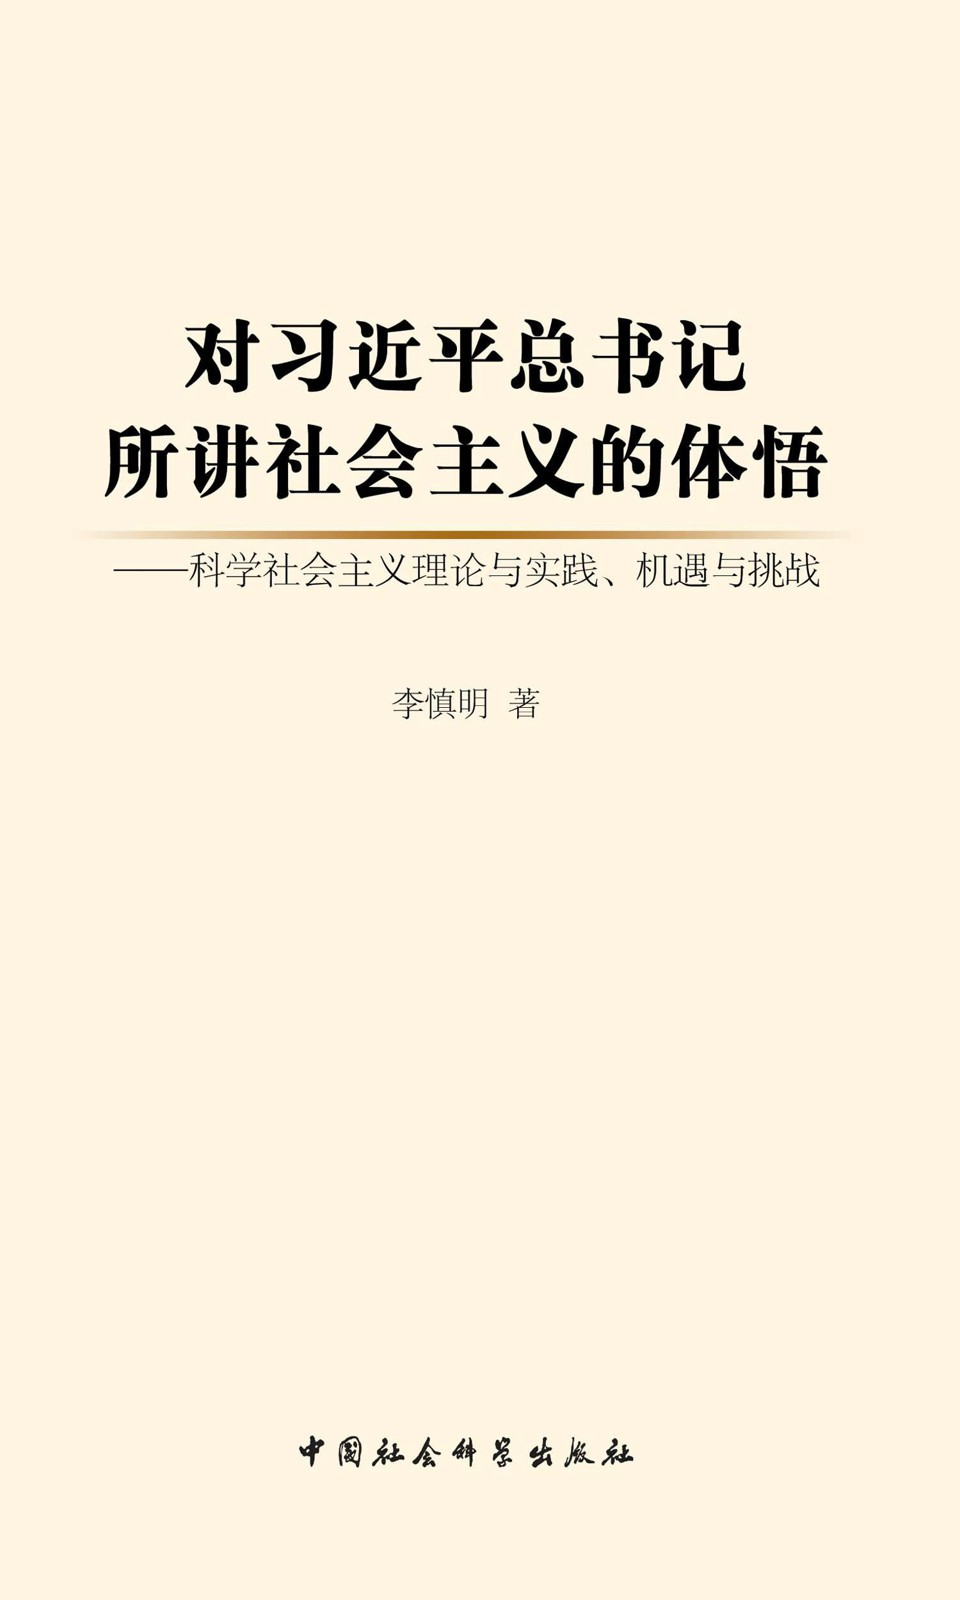 对习近平总书记
所讲社会主义的体悟
——科学社会主义理论与实践、机遇与挑战
李慎明 著
中国社会科学出版社